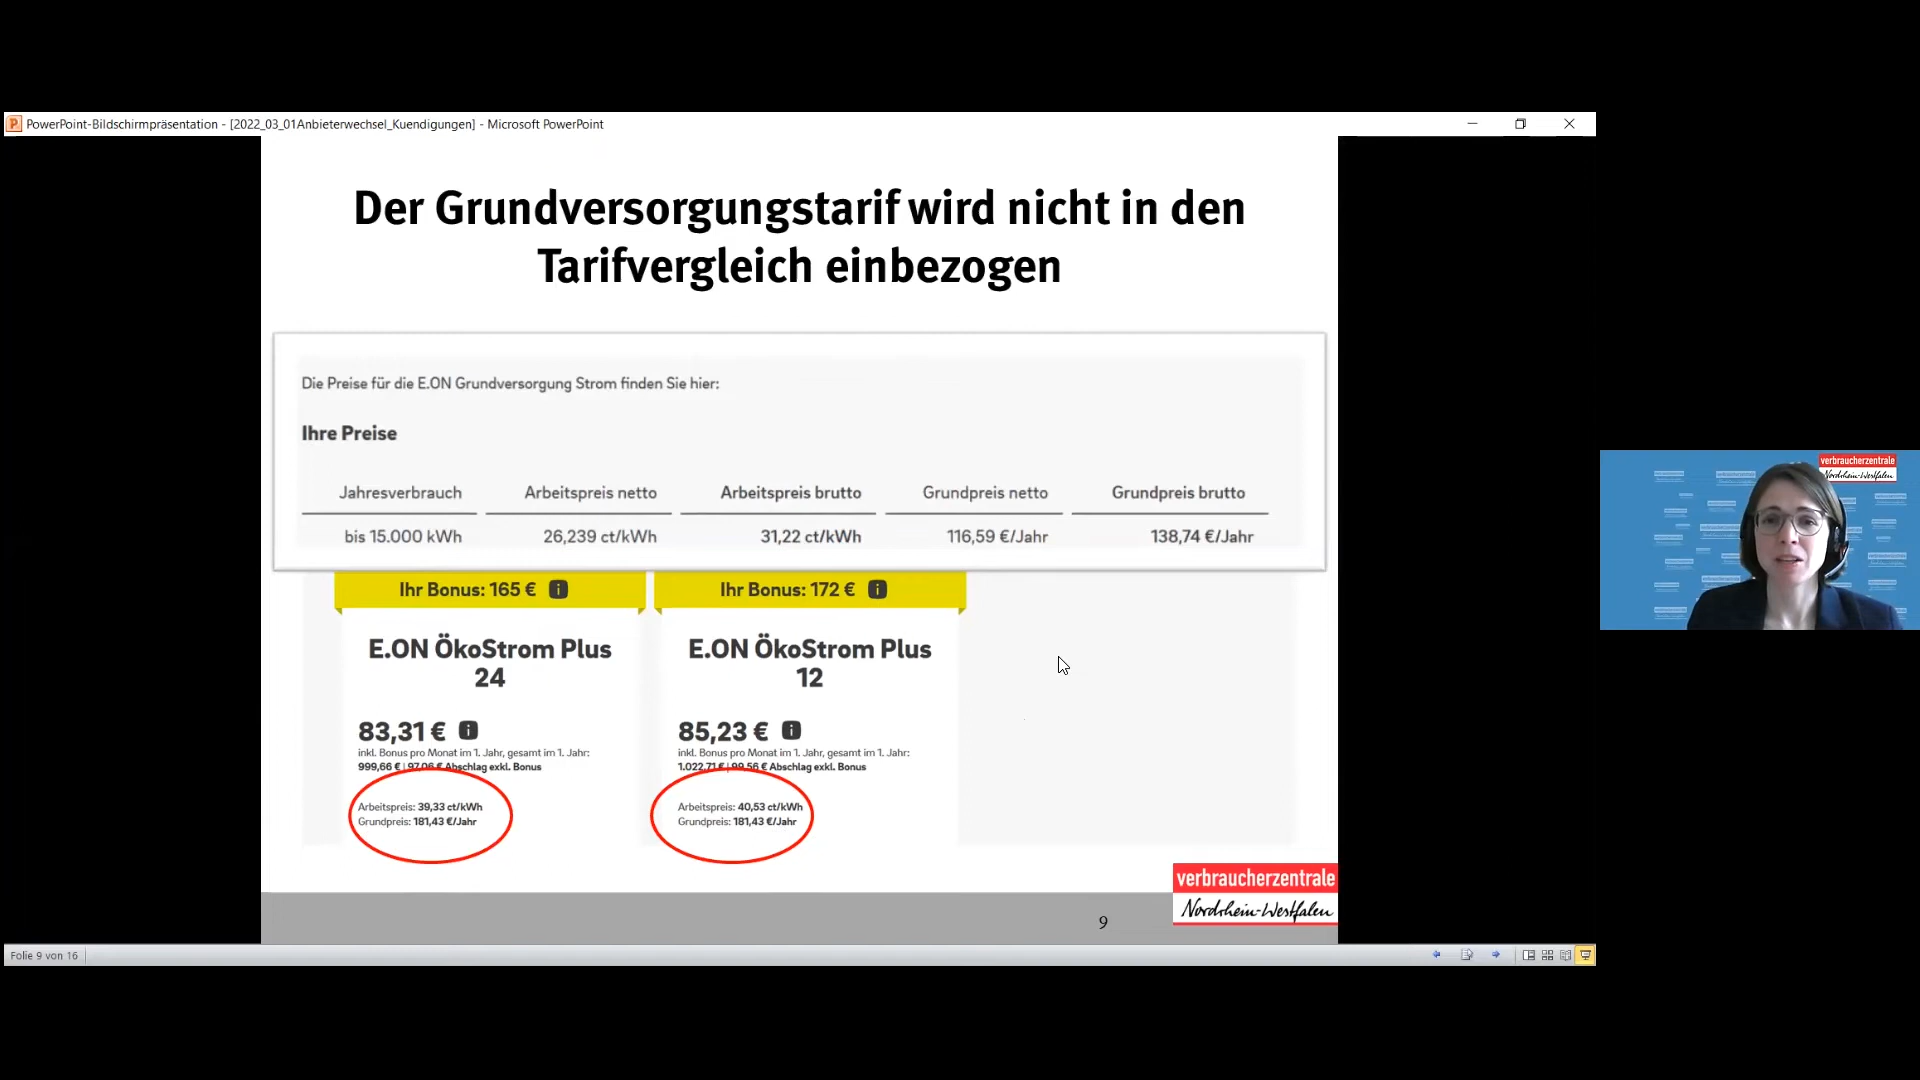 PowerPoint-Bildschirmpräsentation - [2022_03_01Anbieterwechsel_Kuendigungen] - Microsoft PowerPoint
Der Grundversorgungstarif wird nicht in den
Tarifvergleich einbezogen
Die Preise für die E.ON Grundversorgung Strom finden Sie hier:
Ihre Preise
Jahresverbrauch Arbeitspreis netto Arbeitspreis brutto Grundpreis netto Grundpreis brutto
bis 15.000 kWh 26,239 ct/kWh 31,22 ct/kWh 116,59 €/Jahr 138,74 €/Jahr
Ihr Bonus: 165 € i Ihr Bonus: 172 € i
E.ON ÖkoStrom Plus
24
83,31 € i
inkl. Bonus pro Monat im 1. Jahr, gesamt im 1. Jahr:
999,66 € | 97,06 € Abschlag exkl. Bonus
Arbeitspreis: 39,33 ct/kWh
Grundpreis: 181,43 €/Jahr
E.ON ÖkoStrom Plus
12
85,23 € i
inkl. Bonus pro Monat im 1. Jahr, gesamt im 1. Jahr:
1.022,71 € | 99,56 € Abschlag exkl. Bonus
Arbeitspreis: 40,53 ct/kWh
Grundpreis: 181,43 €/Jahr
verbraucherzentrale
Nordrhein-Westfalen
9
Folie 9 von 16
verbraucherzentrale
Nordrhein-Westfalen